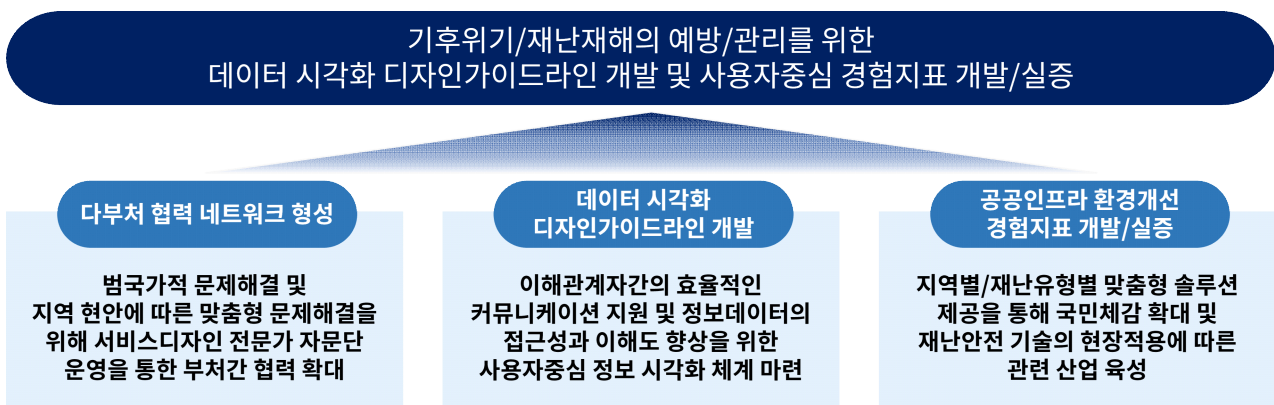 기후위기/재난재해의 예방/관리를 위한
데이터 시각화 디자인가이드라인 개발 및 사용자중심 경험지표 개발/실증
다부처 협력 네트워크 형성
범국가적 문제해결 및
지역 현안에 따른 맞춤형 문제해결을
위해 서비스디자인 전문가 자문단
운영을 통한 부처간 협력 확대
데이터 시각화
디자인가이드라인 개발
이해관계자간의 효율적인
커뮤니케이션 지원 및 정보데이터의
접근성과 이해도 향상을 위한
사용자중심 정보 시각화 체계 마련
공공인프라 환경개선
경험지표 개발/실증
지역별/재난유형별 맞춤형 솔루션
제공을 통해 국민체감 확대 및
재난안전 기술의 현장적용에 따른
관련 산업 육성